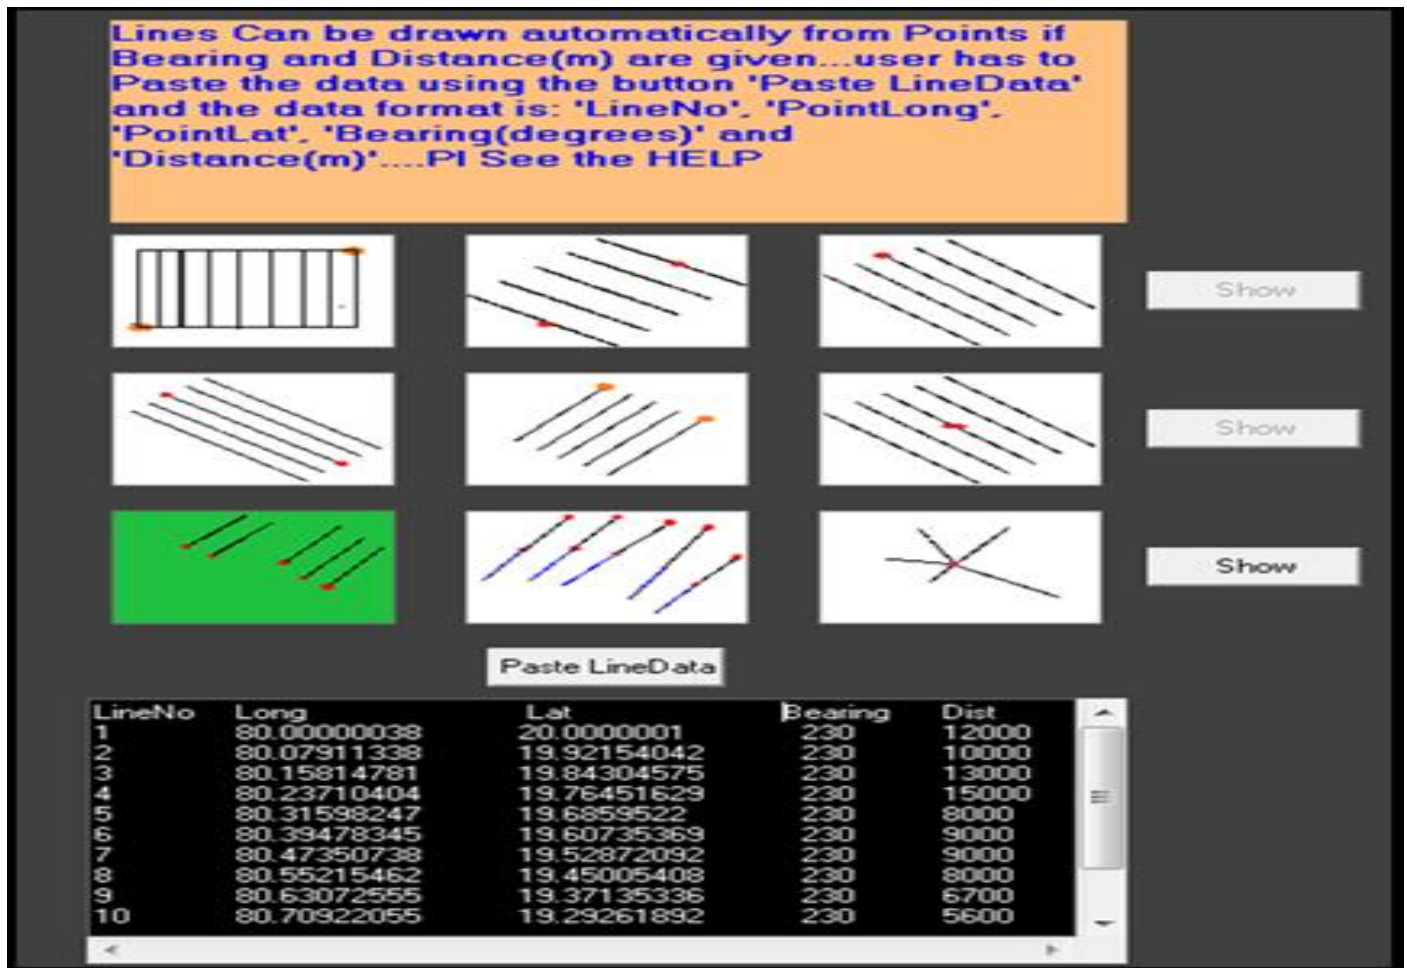 Lines Can be drawn automatically from Points if
Bearing and Distance(m) are given...user has to
Paste the data using the button 'Paste LineData'
and the data format is: 'LineNo', 'PointLong',
'PointLat', 'Bearing(degrees)' and
'Distance(m)'....Pl See the HELP
Show
Show
Show
Paste LineData
LineNo Long Lat Bearing Dist
1 80.00000038 20.0000001 230 12000
2 80.07911338 19.92154042 230 10000
3 80.15814781 19.84304575 230 13000
4 80.23710404 19.76451629 230 15000
5 80.31598247 19.6859522 230 8000
6 80.39478345 19.60735369 230 9000
7 80.47350738 19.52872092 230 9000
8 80.55215462 19.45005408 230 8000
9 80.63072555 19.37135336 230 6700
10 80.70922055 19.29261892 230 5600